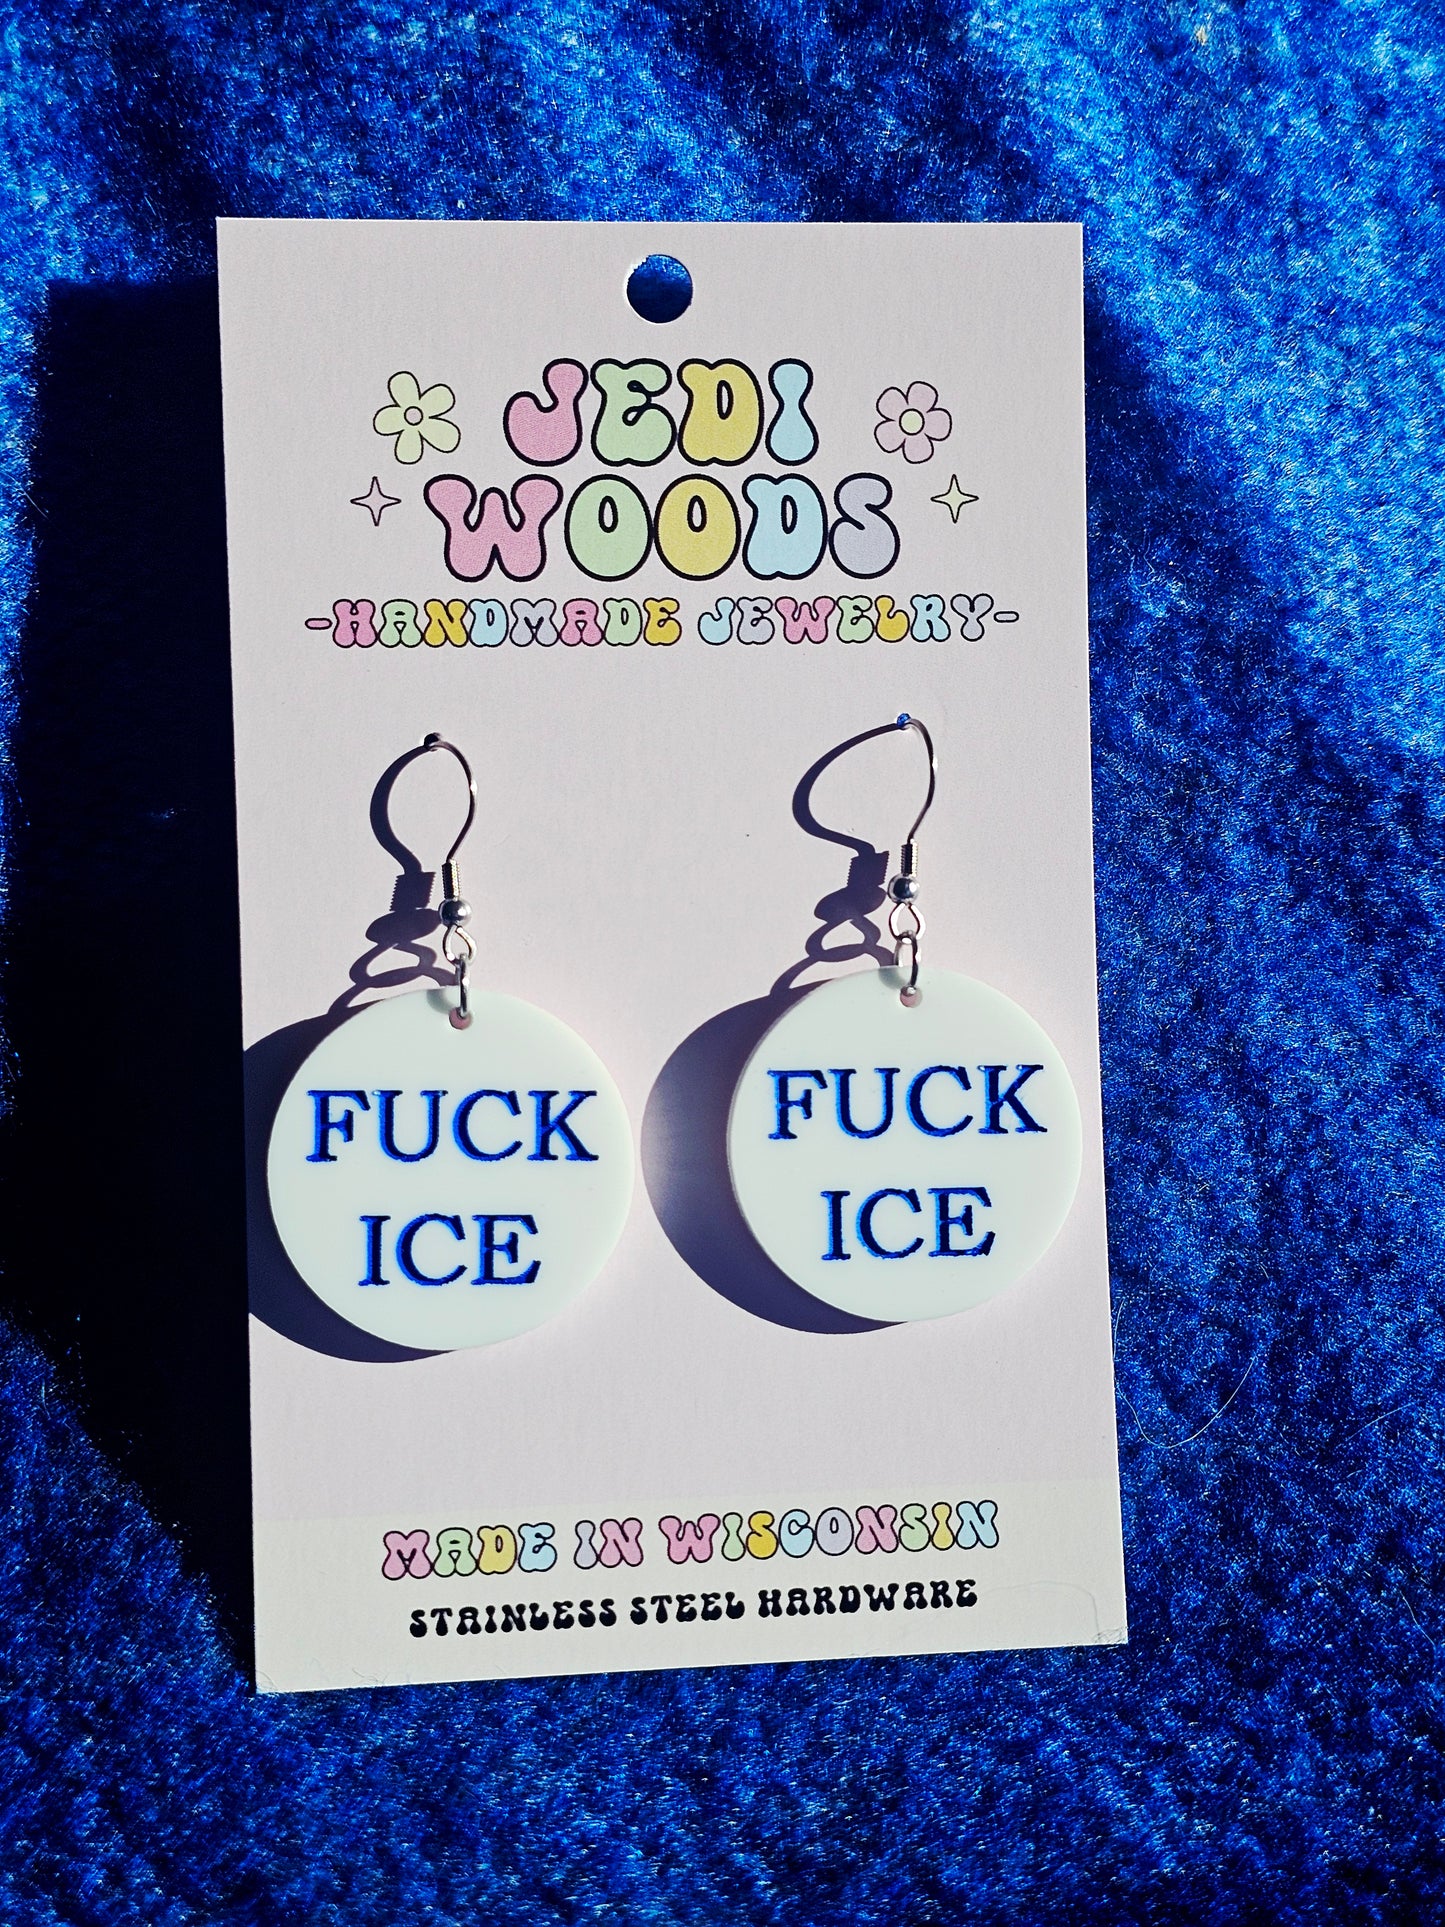 JEDI
WOODS
-HANDMADE JEWELRY-
FUCK
ICE
FUCK
ICE
MADE IN WISCONSIN
STAINLESS STEEL HARDWARE